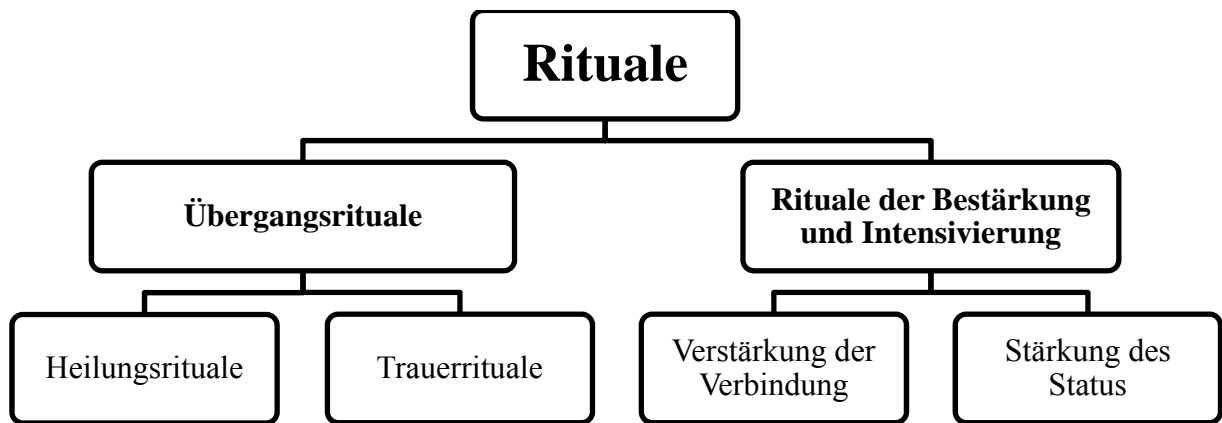 Rituale
Übergangsrituale
Rituale der Bestärkung
und Intensivierung
Heilungsrituale
Trauerrituale
Verstärkung der
Verbindung
Stärkung des
Status